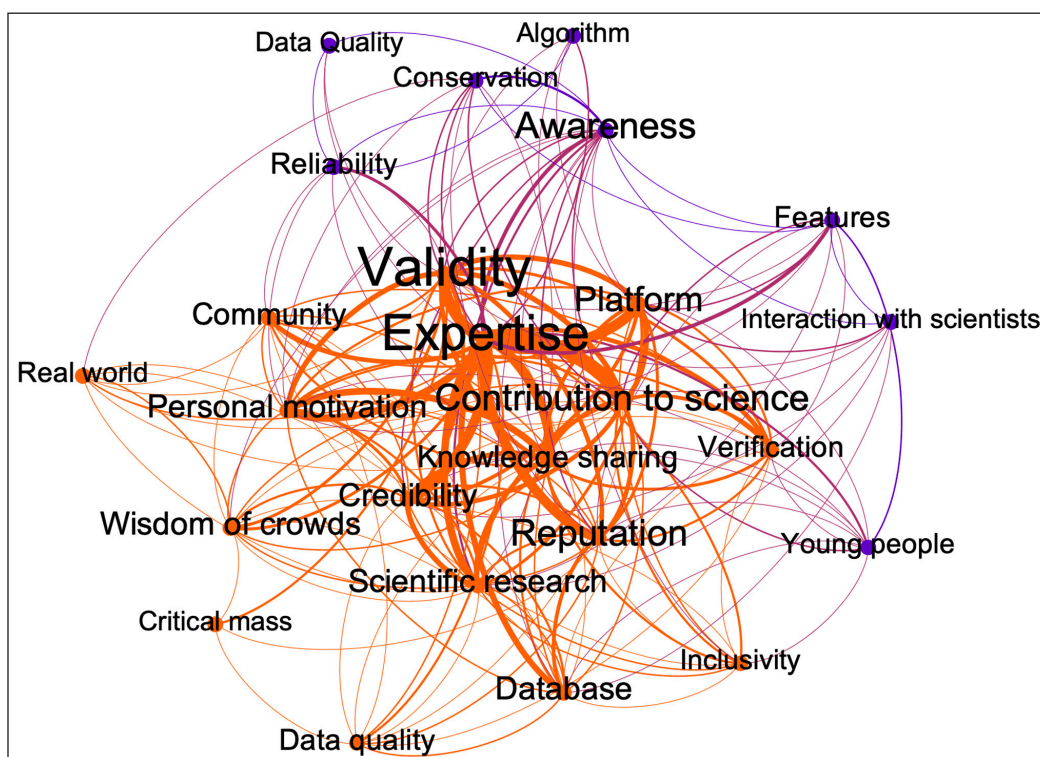 Algorithm
Data Quality
Conservation
Awareness
Reliability
Features
Validity
Platform
Community
Interaction with scientists
Expertise
Real world
Contribution to science
Personal motivation
Verification
Knowledge sharing
Credibility
Wisdom of crowds
Reputation
Young people
Scientific research
Critical mass
Inclusivity
Database
Data quality